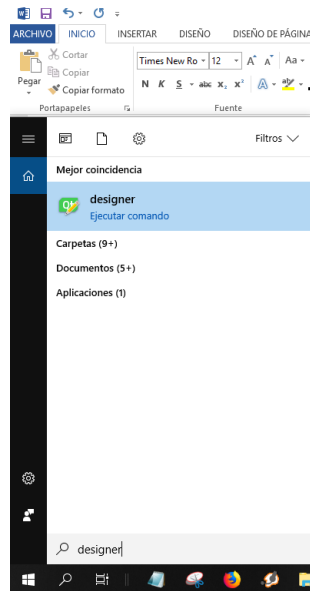 ARCHIVO INICIO INSERTAR DISEÑO DISEÑO DE PÁGINA
Pegar
Cortar
Copiar
Copiar formato
Portapapeles
Times New Ro 12 A A Aa
N K S abc X₂ X² A aby
Fuente
Filtros
Mejor coincidencia
designer
Ejecutar comando
Carpetas (9+)
Documentos (5+)
Aplicaciones (1)
designer